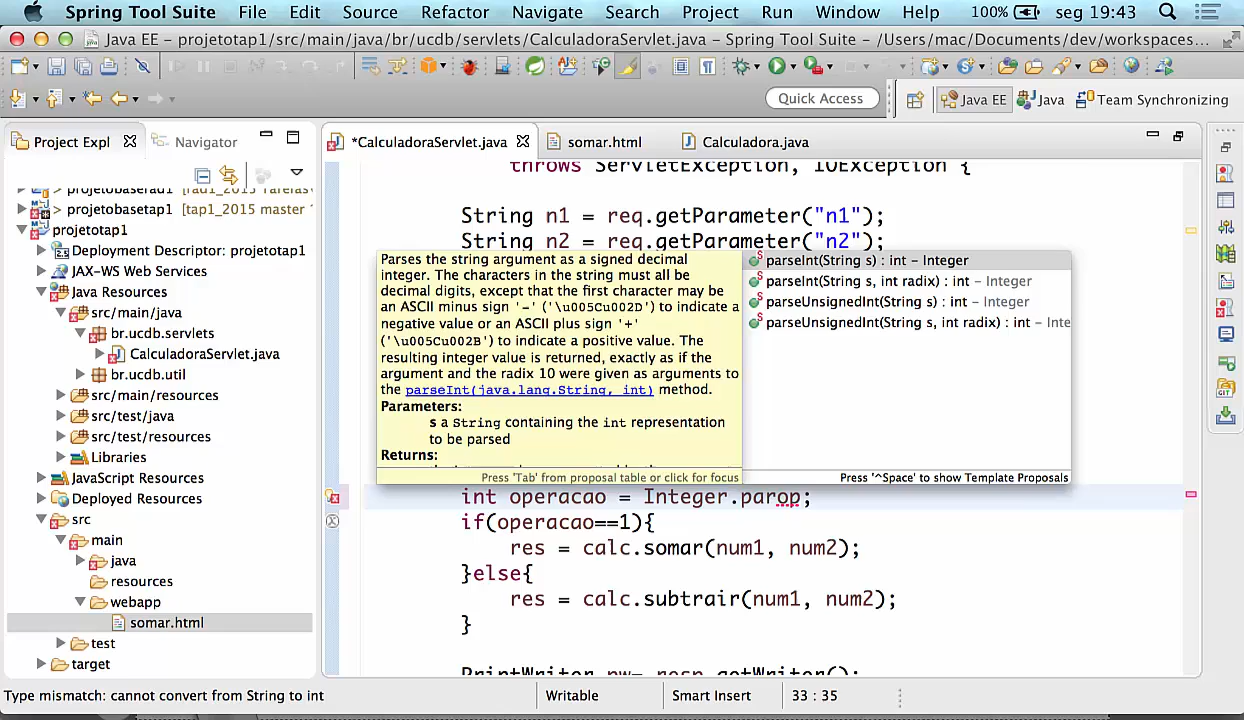 Spring Tool Suite File Edit Source Refactor Navigate Search Project Run Window Help 100% seg 19:43
Java EE – projetotap1/src/main/java/br/ucdb/servlets/CalculadoraServlet.java – Spring Tool Suite – /Users/mac/Documents/dev/workspaces...
Quick Access Java EE Java Team Synchronizing
Project Expl Navigator
*CalculadoraServlet.java somar.html Calculadora.java
> projetobaserad1 [rad1_2015 Tarefas
> projetobasetap1 [tap1_2015 master
projetotap1
Deployment Descriptor: projetotap1
JAX-WS Web Services
Java Resources
src/main/java
br.ucdb.servlets
CalculadoraServlet.java
br.ucdb.util
src/main/resources
src/test/java
src/test/resources
Libraries
JavaScript Resources
Deployed Resources
src
main
java
resources
webapp
somar.html
test
target
throws ServletException, IOException {
String n1 = req.getParameter("n1");
String n2 = req.getParameter("n2");
Parses the string argument as a signed decimal
integer. The characters in the string must all be
decimal digits, except that the first character may be
an ASCII minus sign '-' ('\u005Cu002D') to indicate a
negative value or an ASCII plus sign '+'
('\u005Cu002B') to indicate a positive value. The
resulting integer value is returned, exactly as if the
argument and the radix 10 were given as arguments to
the parseInt(java.lang.String, int) method.
Parameters:
s a String containing the int representation
to be parsed
Returns:
Press 'Tab' from proposal table or click for focus
parseInt(String s) : int – Integer
parseInt(String s, int radix) : int – Integer
parseUnsignedInt(String s) : int – Integer
parseUnsignedInt(String s, int radix) : int – Inte
Press '^Space' to show Template Proposals
int operacao = Integer.parop;
if(operacao==1){
res = calc.somar(num1, num2);
}else{
res = calc.subtrair(num1, num2);
}
PrintWriter pw= resp.getWriter();
Type mismatch: cannot convert from String to int Writable Smart Insert 33 : 35